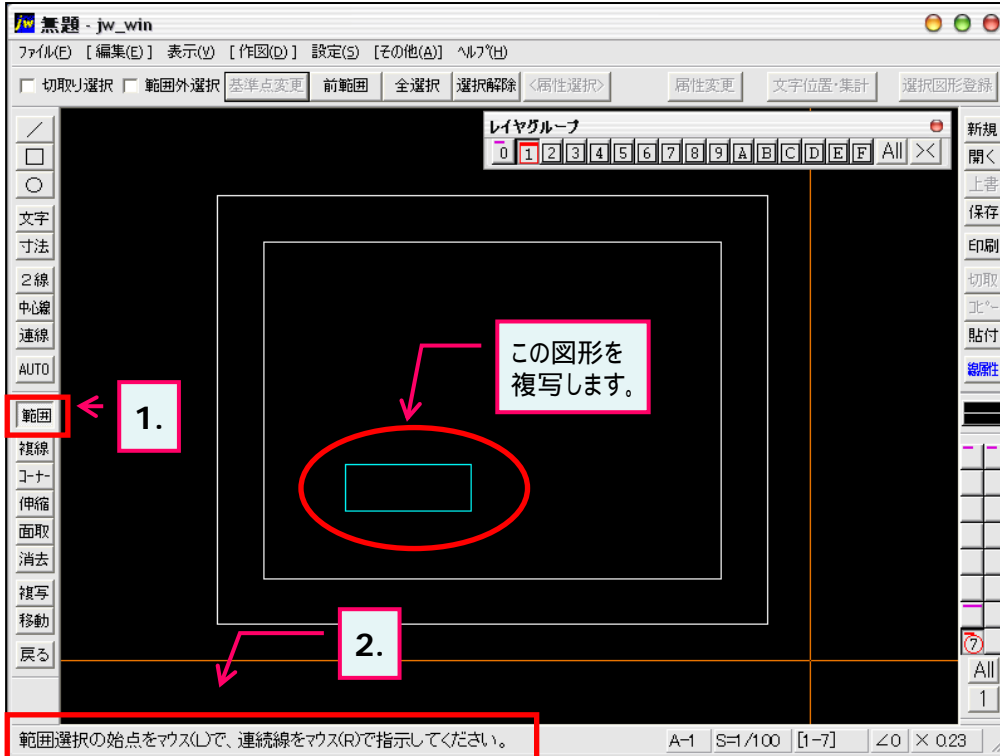 jw 無題 - jw_win
ファイル(F) [編集(E)] 表示(V) [作図(D)] 設定(S) [その他(A)] ヘルプ(H)
切取り選択 範囲外選択 基準点変更 前範囲 全選択 選択解除 <属性選択> 属性変更 文字位置・集計 選択図形登録
レイヤグループ
0 1 2 3 4 5 6 7 8 9 A B C D E F All ><
／
□
○
文字
寸法
2線
中心線
連線
AUTO
範囲
複線
コーナー
伸縮
面取
消去
複写
移動
戻る
1.
この図形を
複写します。
2.
新規
開く
上書
保存
印刷
切取
コピー
貼付
線属性
7
All
1
範囲選択の始点をマウス(L)で、連続線をマウス(R)で指示してください。
A-1 S=1/100 [1-7] ∠0 × 0.23